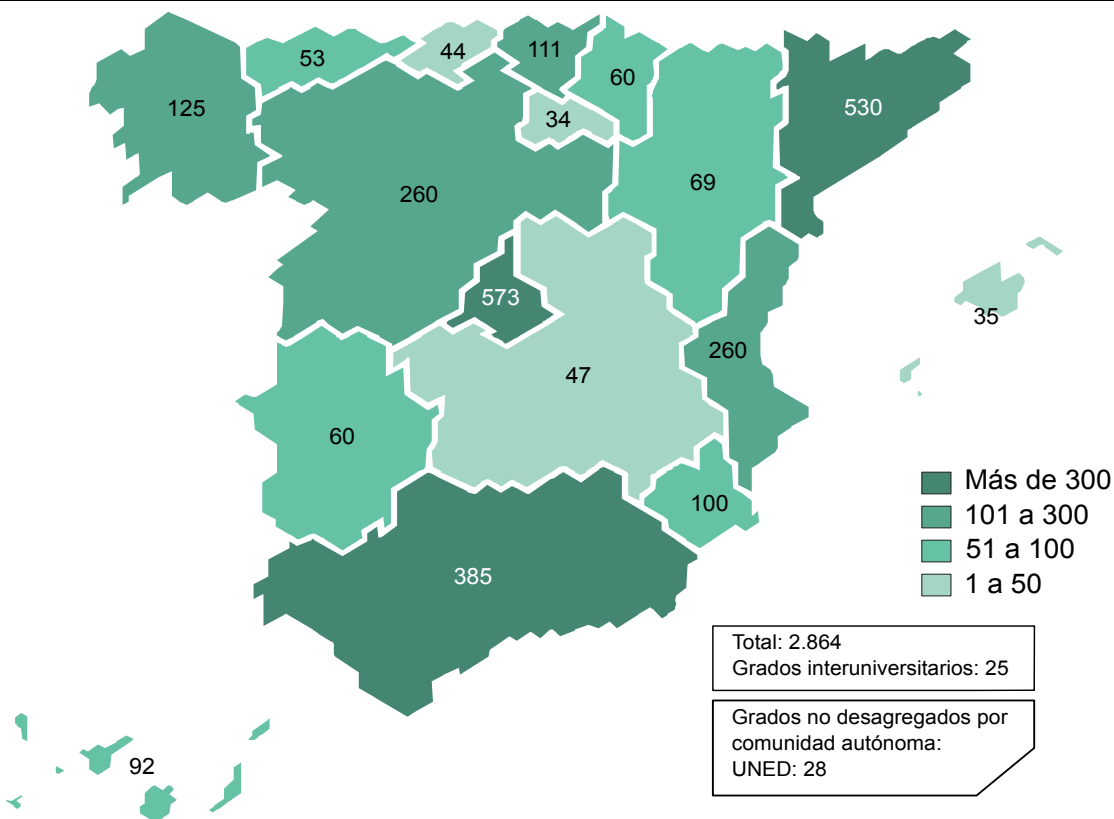 53
44
111
60
125
34
530
260
69
573
35
260
47
60
100
385
92
Más de 300
101 a 300
51 a 100
1 a 50
Total: 2.864
Grados interuniversitarios: 25
Grados no desagregados por
comunidad autónoma:
UNED: 28